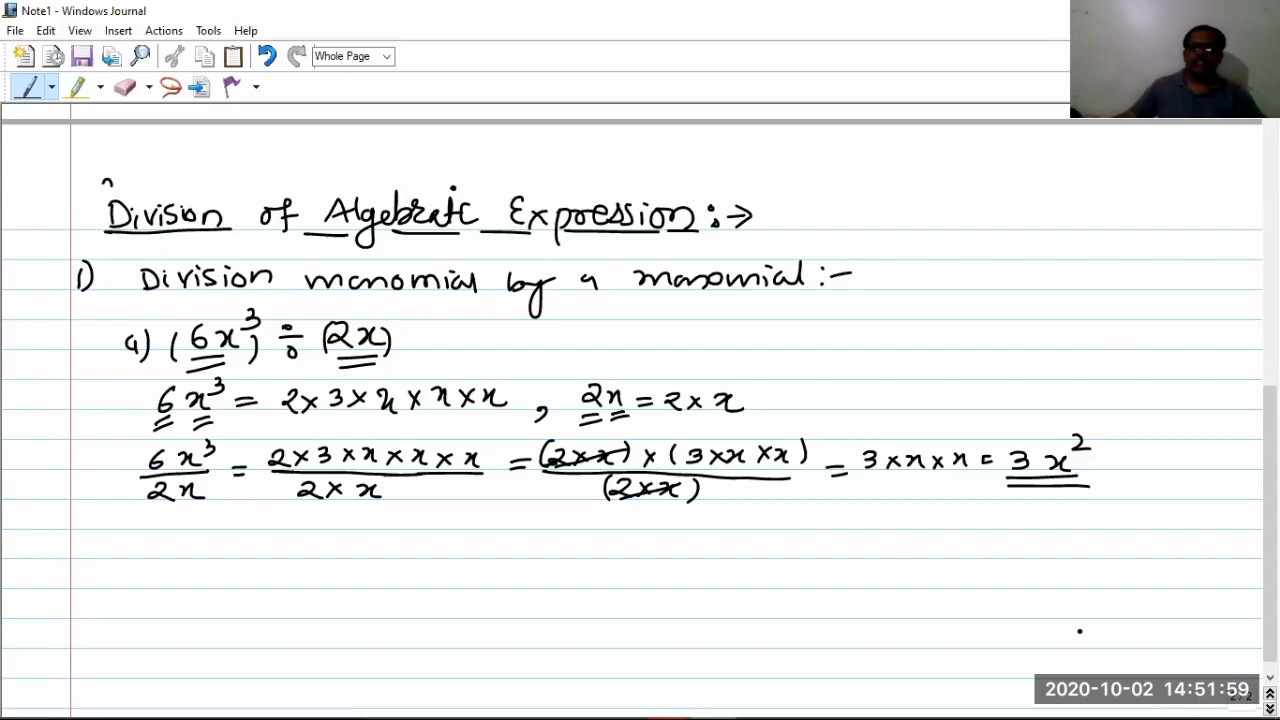 Note1 - Windows Journal
File Edit View Insert Actions Tools Help
Whole Page
Division of Algebraic Expression :→
1) Division monomial by a monomial :-
a) (6x³) ÷ (2x)
6x³ = 2×3×x×x×x , 2x = 2×x
6x³/2x = 2×3×x×x×x/2×x = (2×x)×(3×x×x)/(2×x) = 3×x×x = 3x²
2020-10-02 14:51:59